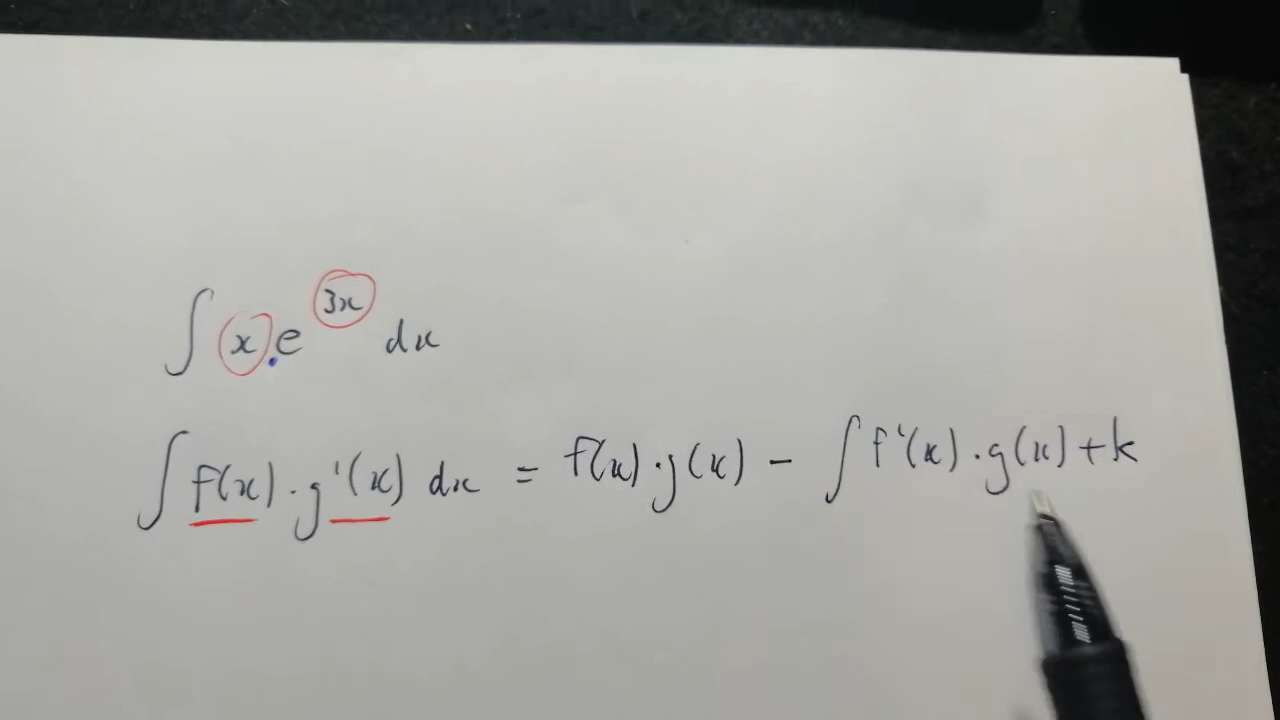 ∫ x.e^{3x} dx
∫ f(x) · g'(x) dx = f(x) · g(x) - ∫ f'(x) · g(x) + k